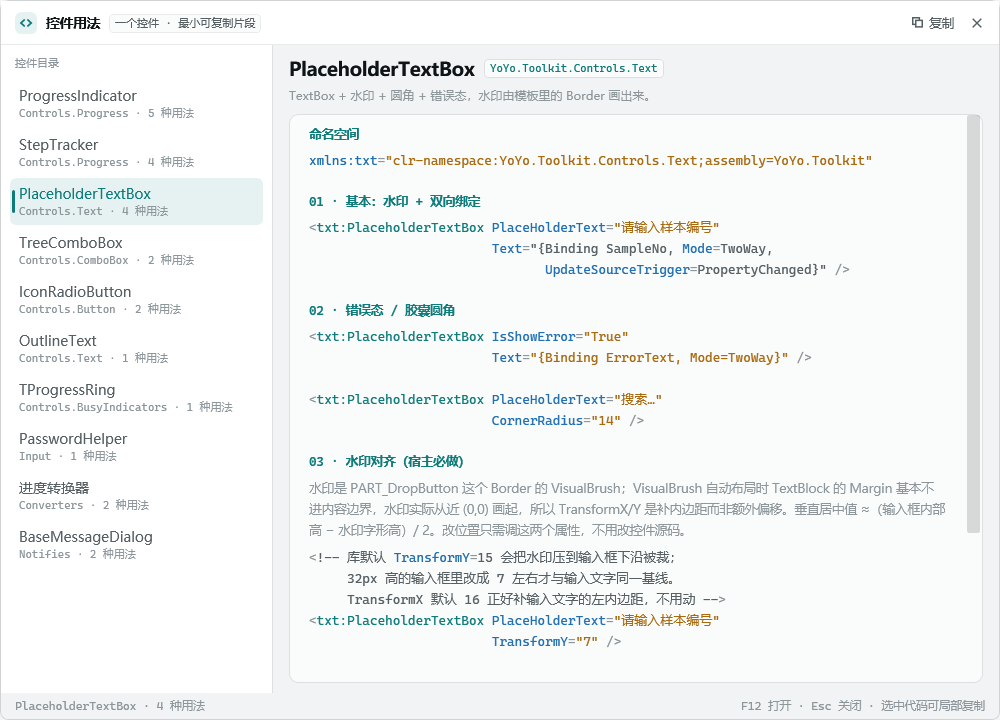 控件用法
一个控件 · 最小可复制片段
复制
控件目录
ProgressIndicator
Controls.Progress · 5 种用法
StepTracker
Controls.Progress · 4 种用法
PlaceholderTextBox
Controls.Text · 4 种用法
TreeComboBox
Controls.ComboBox · 2 种用法
IconRadioButton
Controls.Button · 2 种用法
OutlineText
Controls.Text · 1 种用法
TProgressRing
Controls.BusyIndicators · 1 种用法
PasswordHelper
Input · 1 种用法
进度转换器
Converters · 2 种用法
BaseMessageDialog
Notifies · 2 种用法
PlaceholderTextBox
YoYo.Toolkit.Controls.Text
TextBox + 水印 + 圆角 + 错误态，水印由模板里的 Border 画出来。
命名空间
xmlns:txt="clr-namespace:YoYo.Toolkit.Controls.Text;assembly=YoYo.Toolkit"
01 · 基本：水印 + 双向绑定
<txt:PlaceholderTextBox PlaceHolderText="请输入样本编号"
Text="{Binding SampleNo, Mode=TwoWay,
UpdateSourceTrigger=PropertyChanged}" />
02 · 错误态 / 胶囊圆角
<txt:PlaceholderTextBox IsShowError="True"
Text="{Binding ErrorText, Mode=TwoWay}" />
<txt:PlaceholderTextBox PlaceHolderText="搜索…"
CornerRadius="14" />
03 · 水印对齐（宿主必做）
水印是 PART_DropButton 这个 Border 的 VisualBrush；VisualBrush 自动布局时 TextBlock 的 Margin 基本不
进内容边界，水印实际从近 (0,0) 画起，所以 TransformX/Y 是补内边距而非额外偏移。垂直居中值 ≈（输入框内部
高 − 水印字形高）/ 2。改位置只需调这两个属性，不用改控件源码。
<!-- 库默认 TransformY=15 会把水印压到输入框下沿被裁；
32px 高的输入框里改成 7 左右才与输入文字同一基线。
TransformX 默认 16 正好补输入文字的左内边距，不用动 -->
<txt:PlaceholderTextBox PlaceHolderText="请输入样本编号"
TransformY="7" />
PlaceholderTextBox · 4 种用法
F12 打开 · Esc 关闭 · 选中代码可局部复制